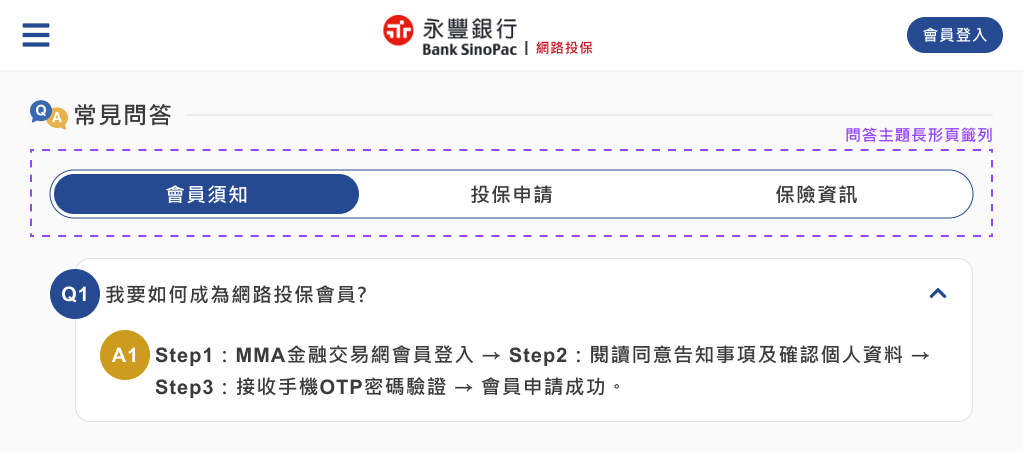 永豐銀行
Bank SinoPac | 網路投保
會員登入
QA 常見問答
問答主題長形頁籤列
會員須知 投保申請 保險資訊
Q1 我要如何成為網路投保會員?
A1 Step1：MMA金融交易網會員登入 → Step2：閱讀同意告知事項及確認個人資料 →
Step3：接收手機OTP密碼驗證 → 會員申請成功。